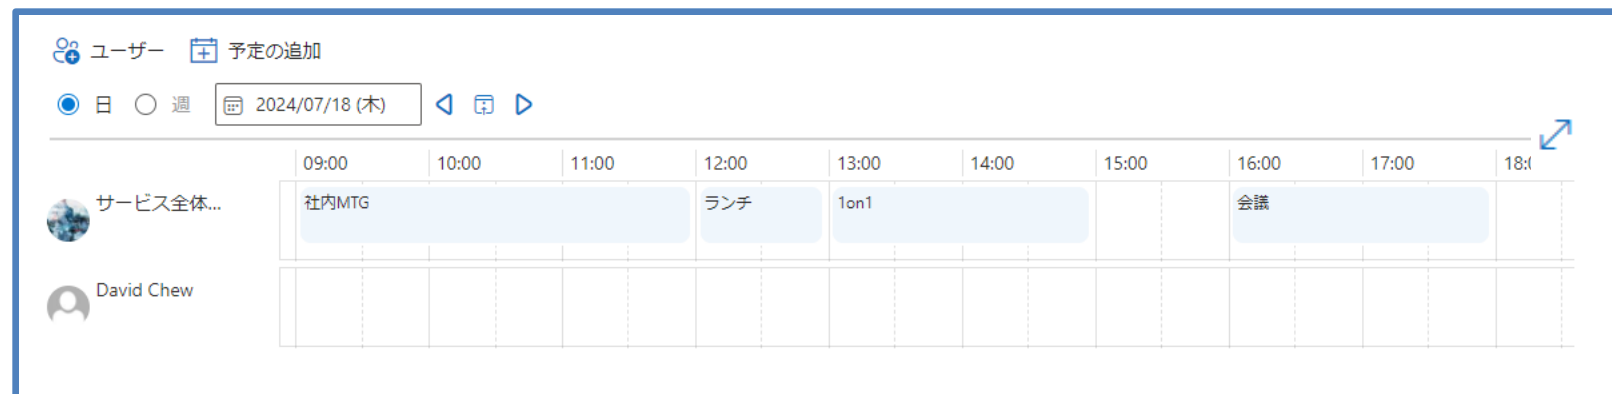 ユーザー 予定の追加
日 週 2024/07/18 (木)
09:00 10:00 11:00 12:00 13:00 14:00 15:00 16:00 17:00 18:
サービス全体... 社内MTG ランチ 1on1 会議
David Chew